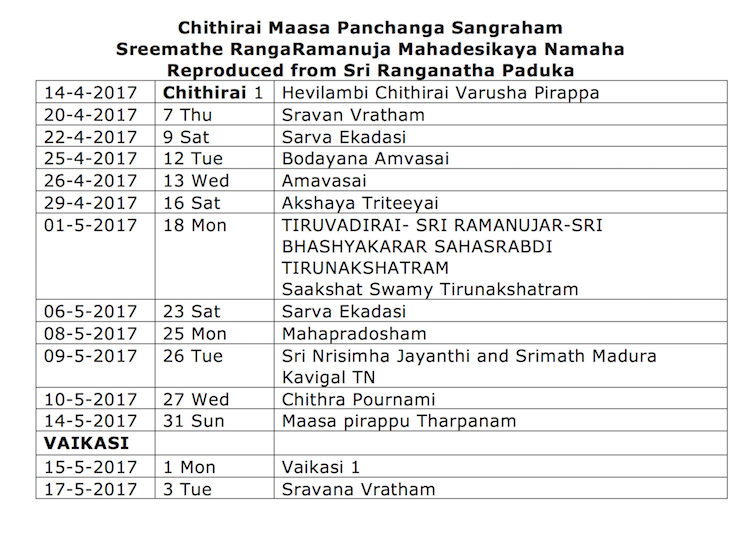 Chithirai Maasa Panchanga Sangraham
Sreemathe RangaRamanuja Mahadesikaya Namaha
Reproduced from Sri Ranganatha Paduka
14-4-2017 Chithirai 1 Hevilambi Chithirai Varusha Pirappa
20-4-2017 7 Thu Sravan Vratham
22-4-2017 9 Sat Sarva Ekadasi
25-4-2017 12 Tue Bodayana Amvasai
26-4-2017 13 Wed Amavasai
29-4-2017 16 Sat Akshaya Triteeyai
01-5-2017 18 Mon TIRUVADIRAI- SRI RAMANUJAR-SRI
BHASHYAKARAR SAHASRABDI
TIRUNAKSHATRAM
Saakshat Swamy Tirunakshatram
06-5-2017 23 Sat Sarva Ekadasi
08-5-2017 25 Mon Mahapradosham
09-5-2017 26 Tue Sri Nrisimha Jayanthi and Srimath Madura
Kavigal TN
10-5-2017 27 Wed Chithra Pournami
14-5-2017 31 Sun Maasa pirappu Tharpanam
VAIKASI
15-5-2017 1 Mon Vaikasi 1
17-5-2017 3 Tue Sravana Vratham